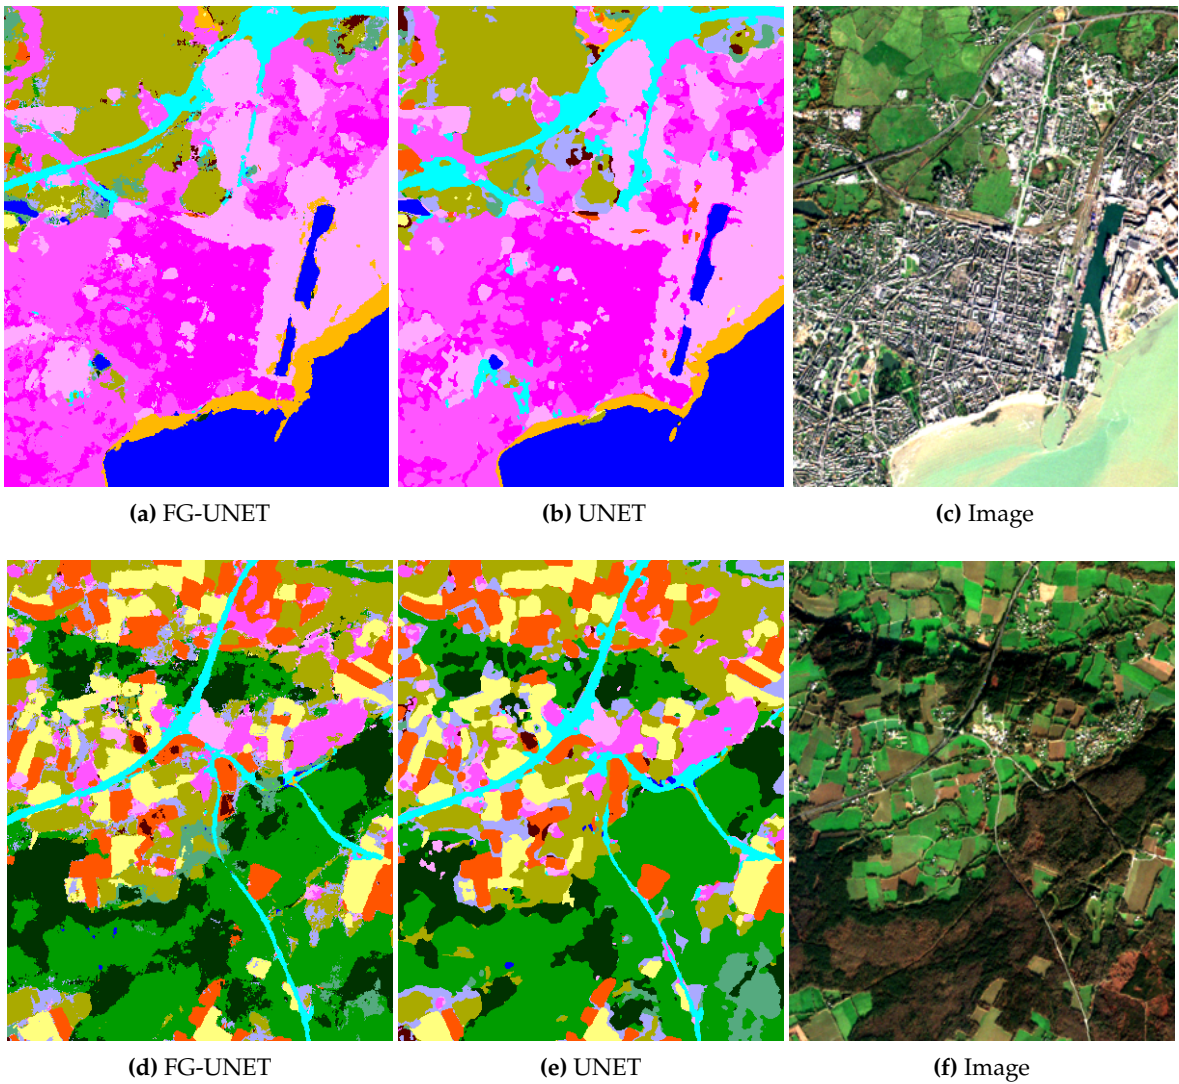 (a) FG-UNET
(b) UNET
(c) Image
(d) FG-UNET
(e) UNET
(f) Image